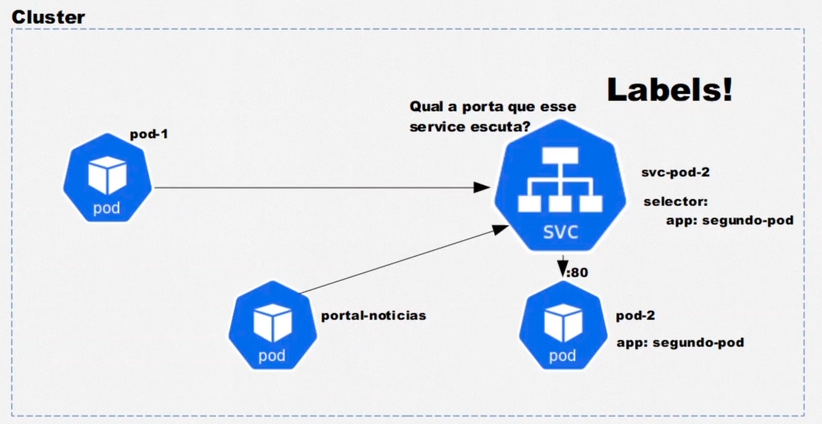 Cluster
Labels!
Qual a porta que esse
service escuta?
pod-1
pod
svc-pod-2
selector:
app: segundo-pod
svc
:80
portal-noticias
pod
pod-2
app: segundo-pod
pod